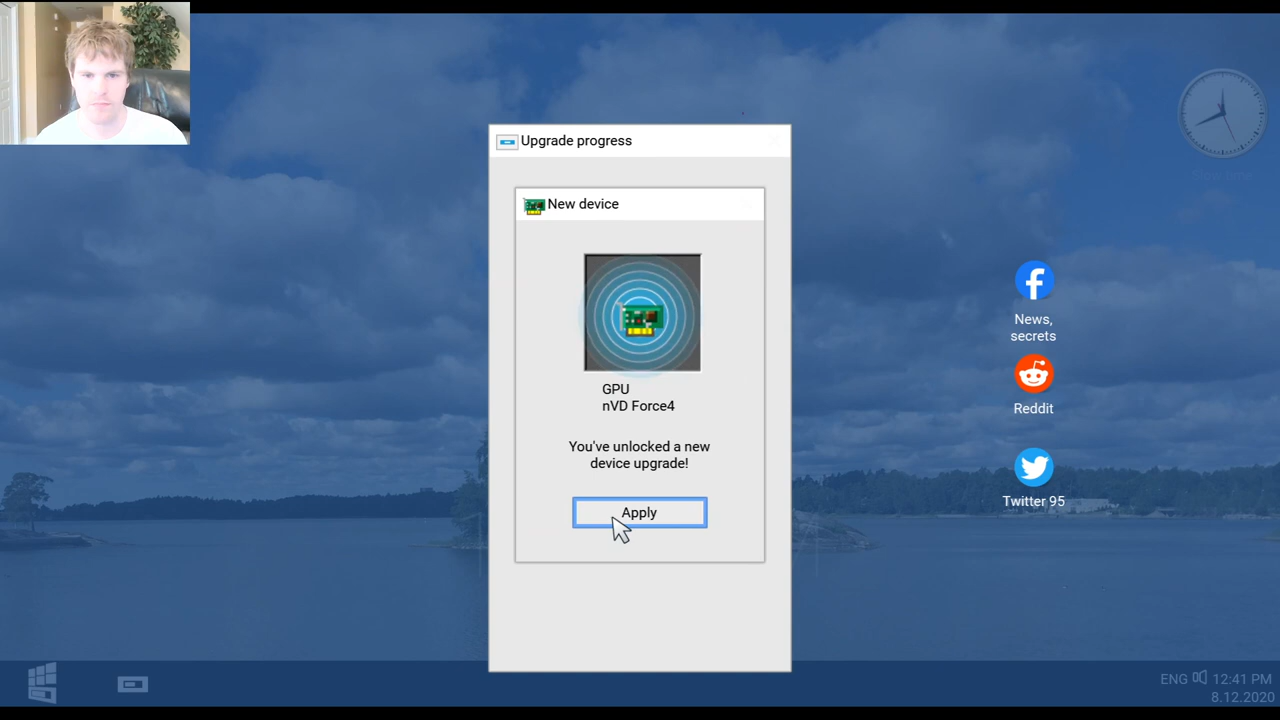 Upgrade progress
New device
GPU
nVD Force4
You've unlocked a new
device upgrade!
Apply
News,
secrets
Reddit
Twitter 95
ENG 12:41 PM
8.12.2020